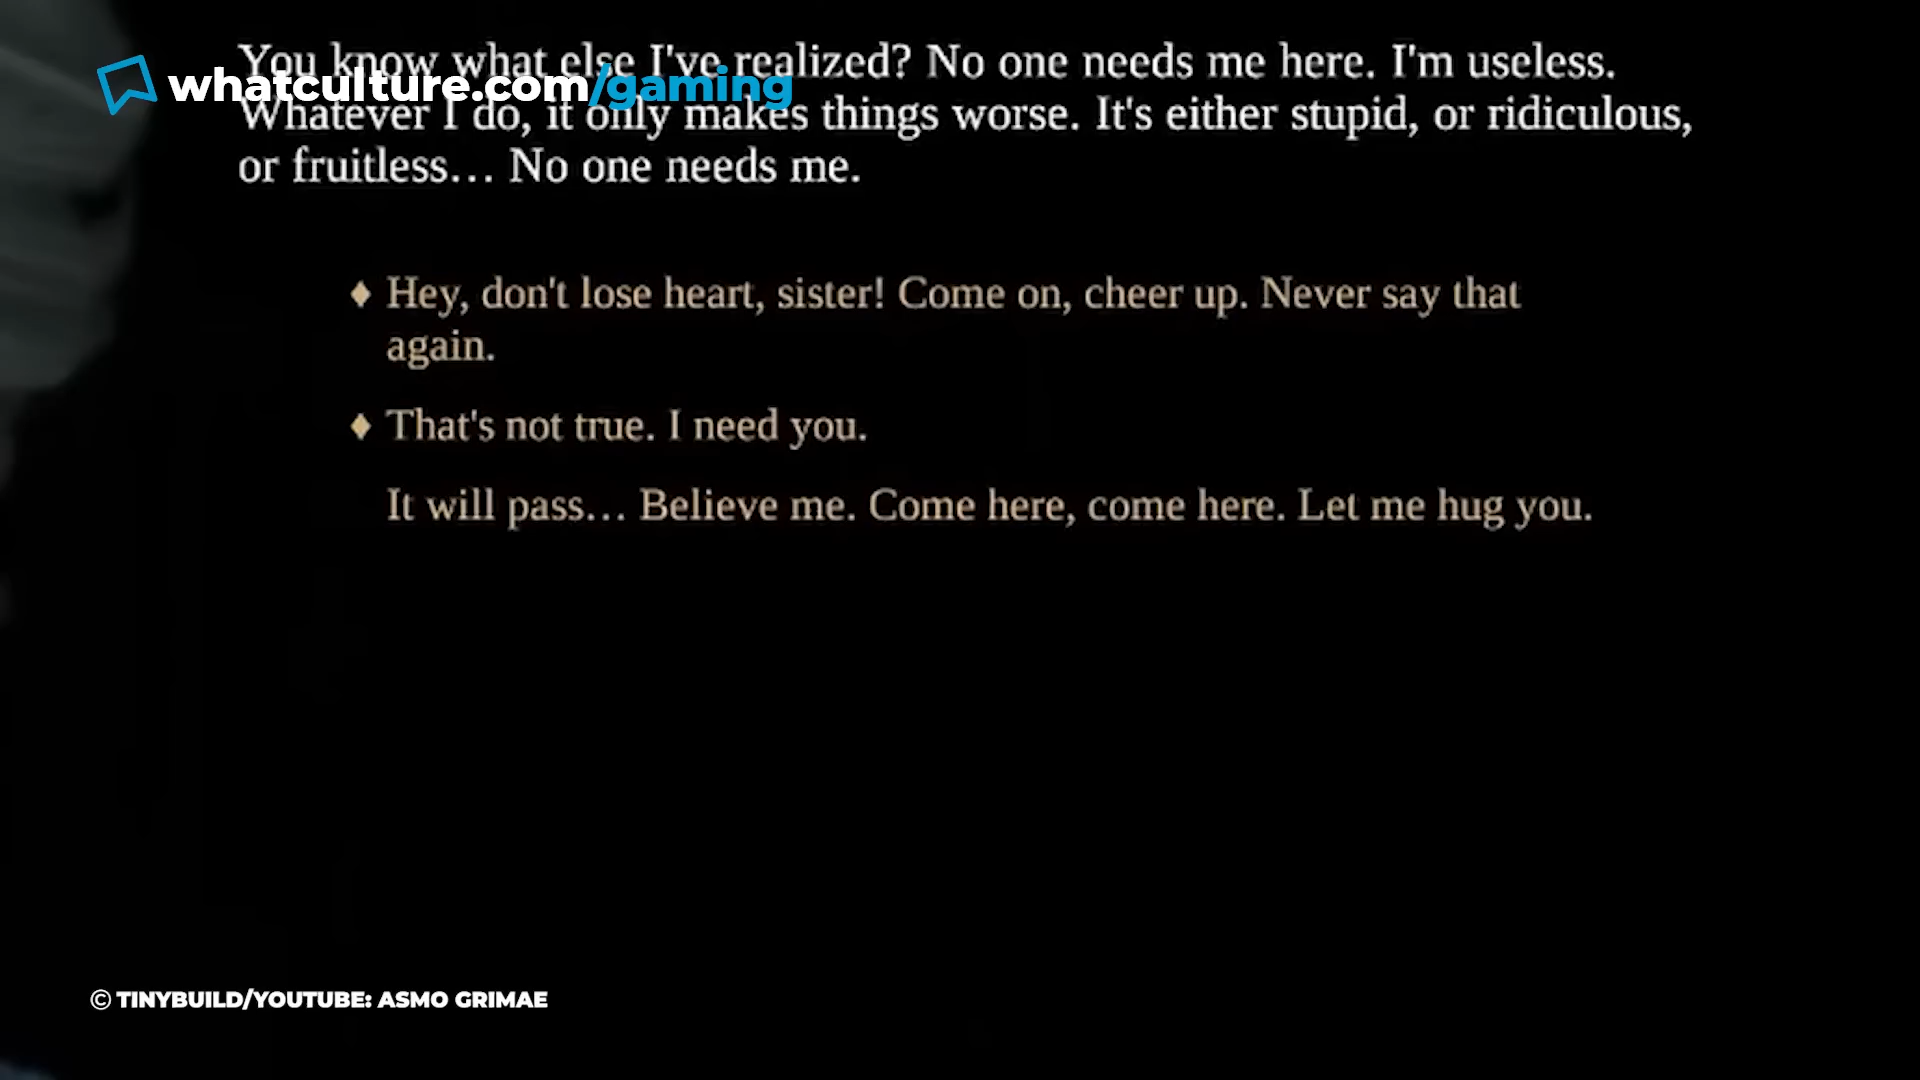 You know what else I've realized? No one needs me here. I'm useless.
whatculture.com/gaming
Whatever I do, it only makes things worse. It's either stupid, or ridiculous,
or fruitless… No one needs me.
♦ Hey, don't lose heart, sister! Come on, cheer up. Never say that
again.
♦ That's not true. I need you.
It will pass… Believe me. Come here, come here. Let me hug you.
© TINYBUILD/YOUTUBE: ASMO GRIMAE